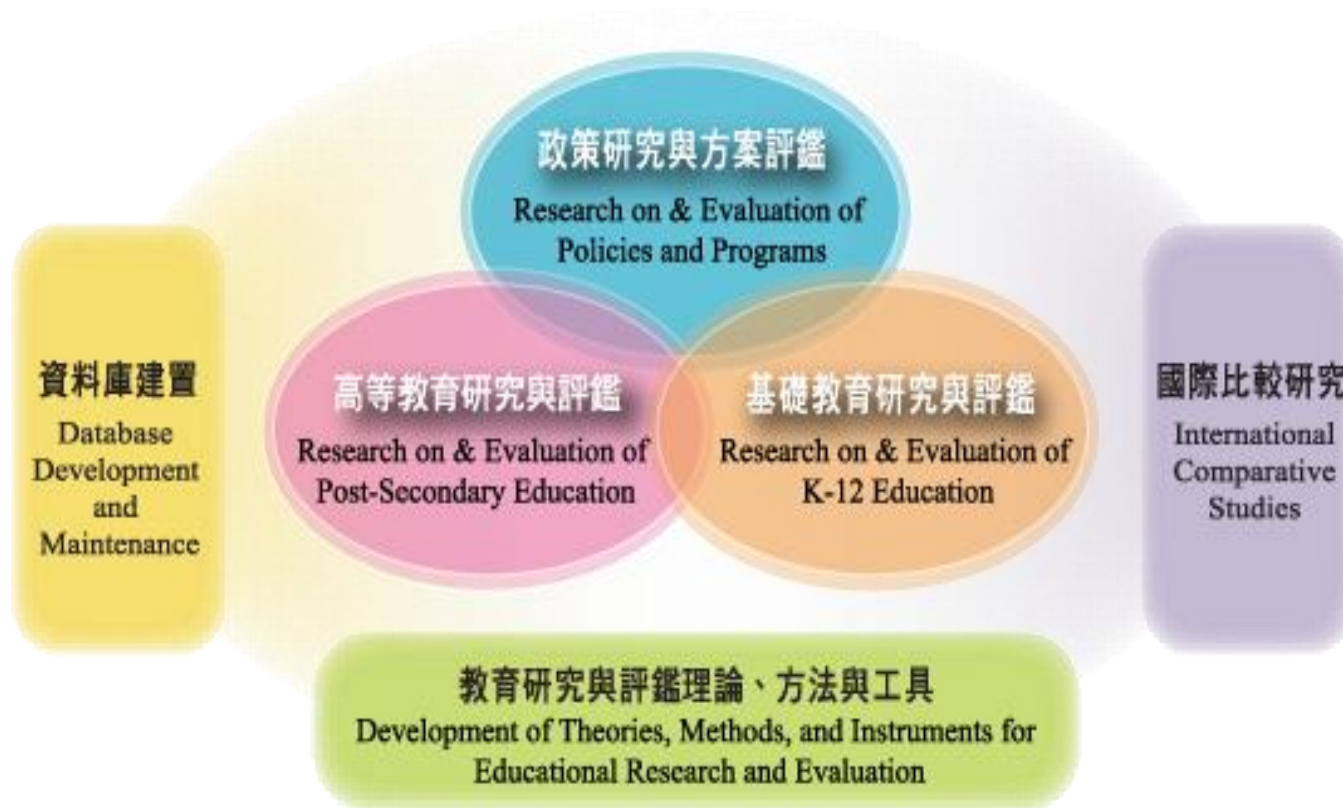 政策研究與方案評鑑
Research on & Evaluation of
Policies and Programs
資料庫建置
Database
Development
and
Maintenance
高等教育研究與評鑑
Research on & Evaluation of
Post-Secondary Education
基礎教育研究與評鑑
Research on & Evaluation of
K-12 Education
國際比較研究
International
Comparative
Studies
教育研究與評鑑理論、方法與工具
Development of Theories, Methods, and Instruments for
Educational Research and Evaluation